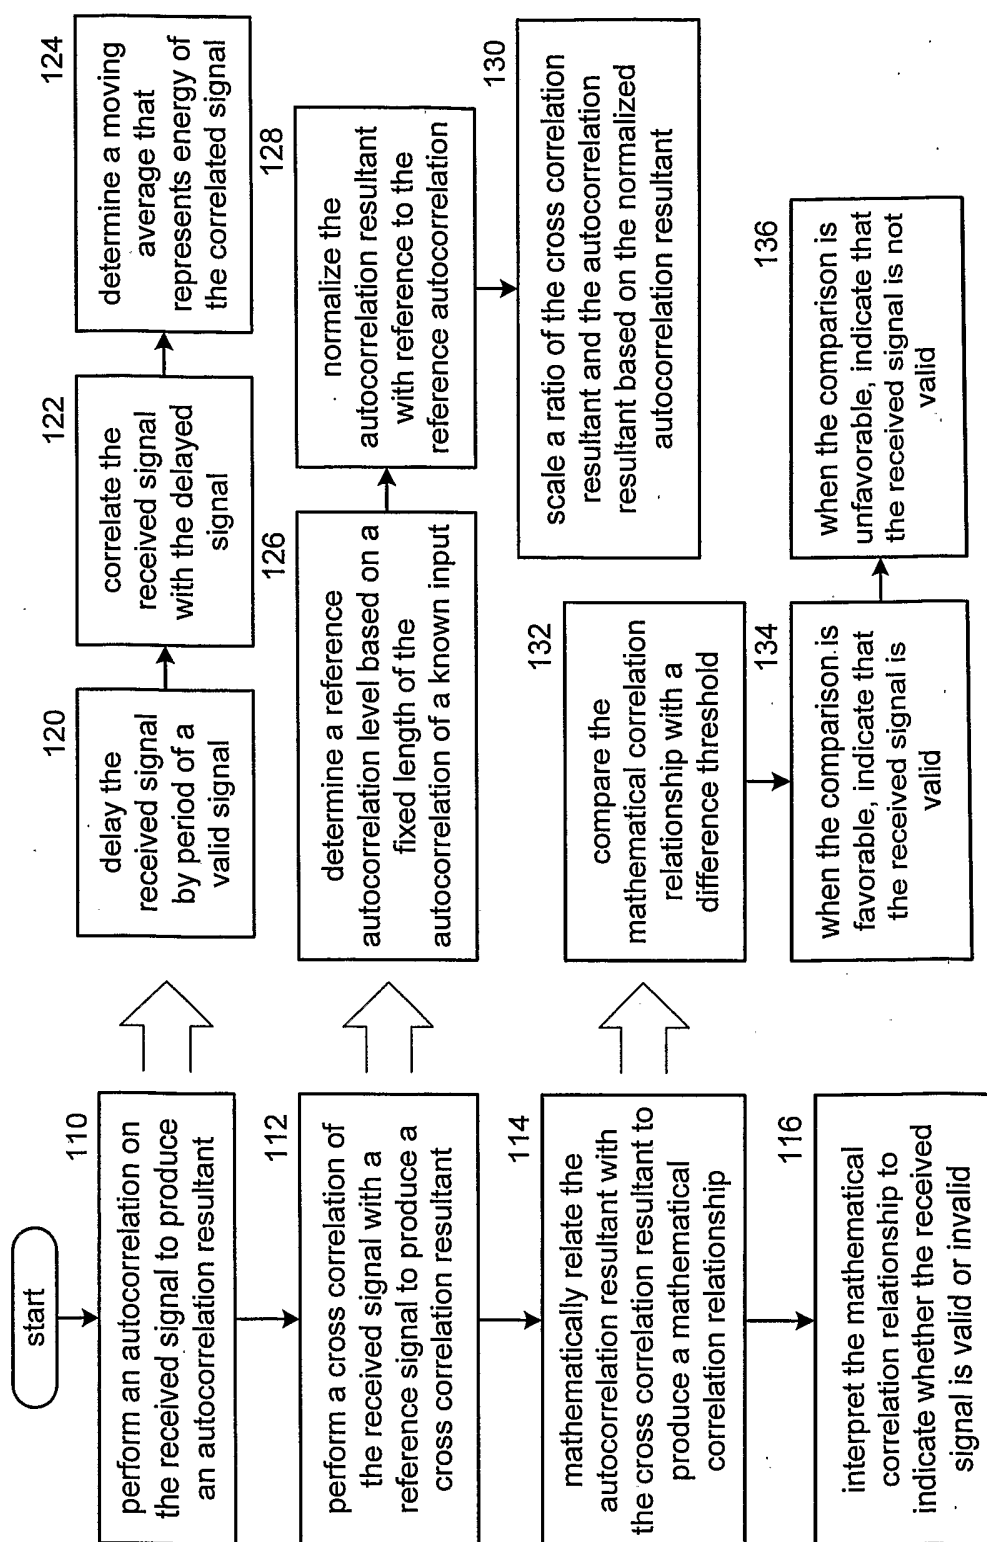 start
110
perform an autocorrelation on
the received signal to produce
an autocorrelation resultant
112
perform a cross correlation of
the received signal with a
reference signal to produce a
cross correlation resultant
114
mathematically relate the
autocorrelation resultant with
the cross correlation resultant to
produce a mathematical
correlation relationship
116
interpret the mathematical
correlation relationship to
indicate whether the received
signal is valid or invalid
120
delay the
received signal
by period of a
valid signal
122
correlate the
received signal
with the delayed
signal
124
determine a moving
average that
represents energy of
the correlated signal
126
determine a reference
autocorrelation level based on a
fixed length of the
autocorrelation of a known input
128
normalize the
autocorrelation resultant
with reference to the
reference autocorrelation
130
scale a ratio of the cross correlation
resultant and the autocorrelation
resultant based on the normalized
autocorrelation resultant
132
compare the
mathematical correlation
relationship with a
difference threshold
134
when the comparison is
favorable, indicate that
the received signal is
valid
136
when the comparison is
unfavorable, indicate that
the received signal is not
valid